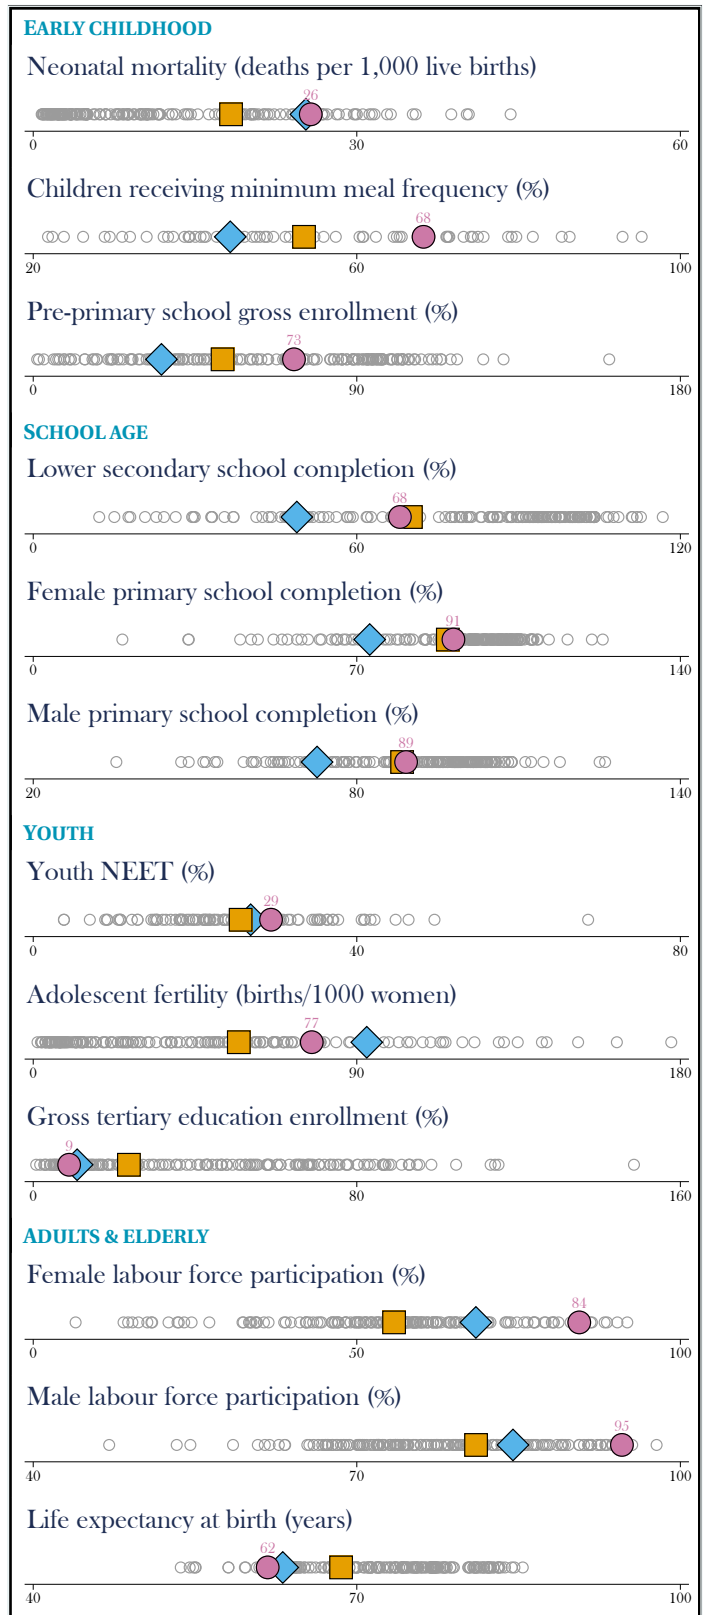 EARLY CHILDHOOD
Neonatal mortality (deaths per 1,000 live births)
26
0 30 60
Children receiving minimum meal frequency (%)
68
20 60 100
Pre-primary school gross enrollment (%)
73
0 90 180
SCHOOL AGE
Lower secondary school completion (%)
68
0 60 120
Female primary school completion (%)
91
0 70 140
Male primary school completion (%)
89
20 80 140
YOUTH
Youth NEET (%)
29
0 40 80
Adolescent fertility (births/1000 women)
77
0 90 180
Gross tertiary education enrollment (%)
9
0 80 160
ADULTS & ELDERLY
Female labour force participation (%)
84
0 50 100
Male labour force participation (%)
95
40 70 100
Life expectancy at birth (years)
62
40 70 100